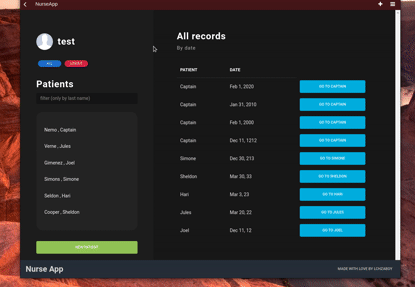 NurseApp
test
ALL
LOGOUT
Patients
filter (only by last name)
Nemo , Captain
Verne , Jules
Gimenez , Joel
Simons , Simone
Seldon , Hari
Cooper , Sheldon
NEW PATIENT
All records
By date
PATIENT DATE
Captain Feb 1, 2020 GO TO CAPTAIN
Captain Jan 31, 2010 GO TO CAPTAIN
Captain Feb 1, 2000 GO TO CAPTAIN
Captain Dec 11, 1212 GO TO CAPTAIN
Simone Dec 30, 213 GO TO SIMONE
Sheldon Mar 30, 33 GO TO SHELDON
Hari Mar 3, 23 GO TO HARI
Jules Mar 20, 22 GO TO JULES
Joel Dec 11, 12 GO TO JOEL
Nurse App
MADE WITH LOVE BY